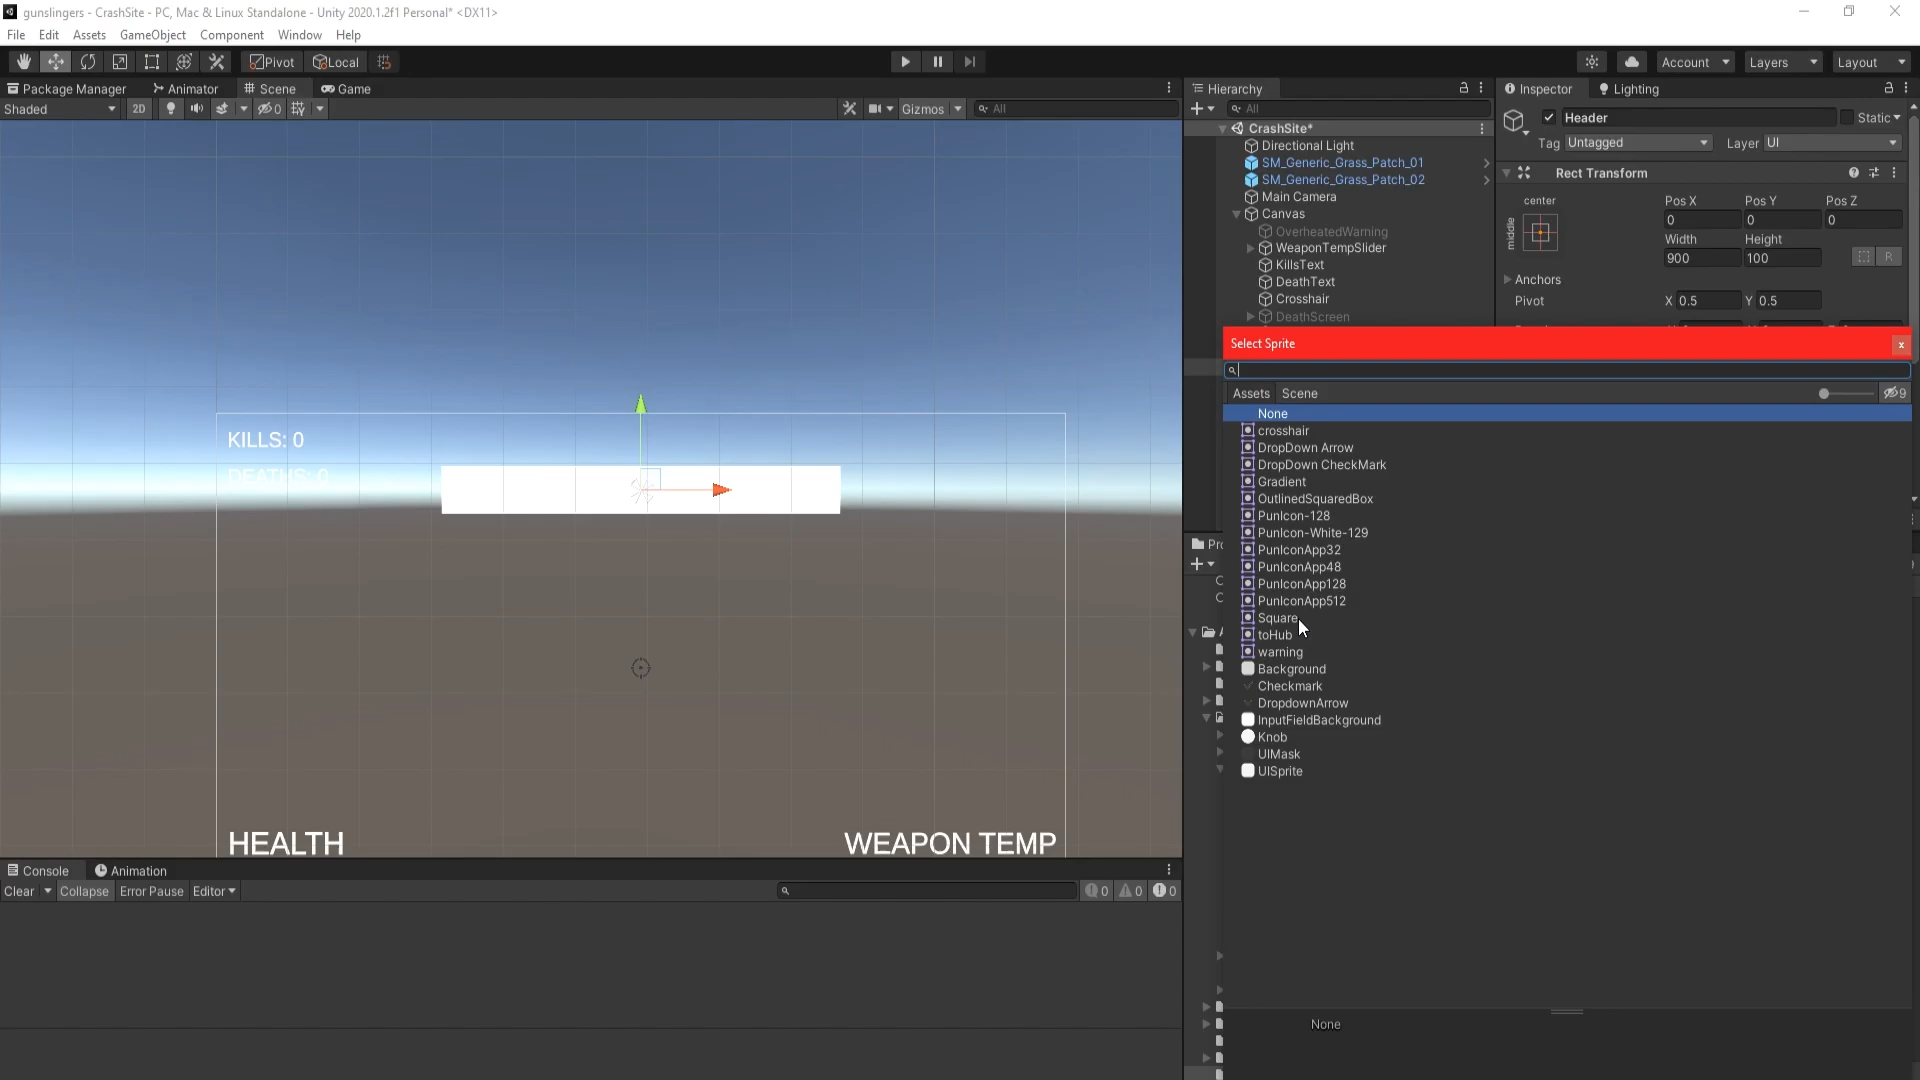 gunslingers - CrashSite - PC, Mac & Linux Standalone - Unity 2020.1.2f1 Personal* <DX11>
File Edit Assets GameObject Component Window Help
Pivot Local Account Layers Layout
Package Manager Animator Scene Game
Hierarchy
Inspector Lighting
Shaded 2D 0 Gizmos All
All
CrashSite*
Directional Light
SM_Generic_Grass_Patch_01
SM_Generic_Grass_Patch_02
Main Camera
Canvas
OverheatedWarning
WeaponTempSlider
KillsText
DeathText
Crosshair
DeathScreen
Header Static
Tag Untagged Layer UI
Rect Transform
center Pos X Pos Y Pos Z
middle 0 0 0
Width Height
900 100 R
Anchors
Pivot X 0.5 Y 0.5
Select Sprite x
Assets Scene 9
None
crosshair
DropDown Arrow
DropDown CheckMark
Gradient
OutlinedSquaredBox
PunIcon-128
PunIcon-White-129
PunIconApp32
PunIconApp48
PunIconApp128
PunIconApp512
Square
toHub
warning
Background
Checkmark
DropdownArrow
InputFieldBackground
Knob
UIMask
UISprite
None
KILLS: 0
DEATHS: 0
HEALTH WEAPON TEMP
Console Animation
Clear Collapse Error Pause Editor 0 0 0